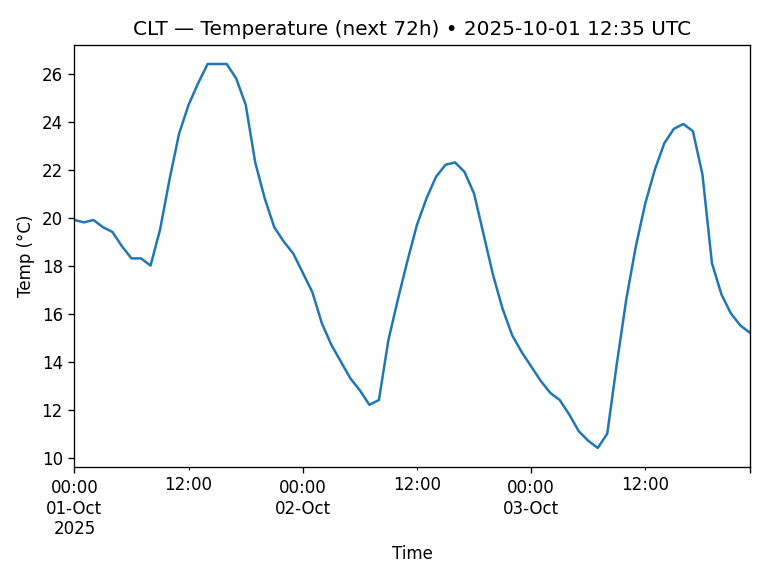 CLT — Temperature (next 72h) • 2025-10-01 12:35 UTC
Temp (°C)
26
24
22
20
18
16
14
12
10
00:00 12:00 00:00 12:00 00:00 12:00
01-Oct 02-Oct 03-Oct
2025
Time